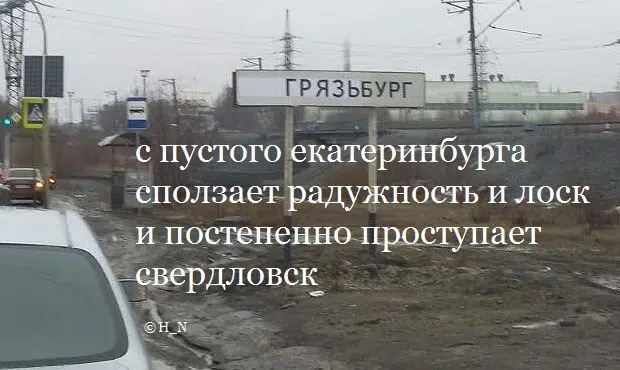 ГРЯЗЬБУРГ
с пустого екатеринбурга
сползает радужность и лоск
и постепенно проступает
свердловск
©H_N